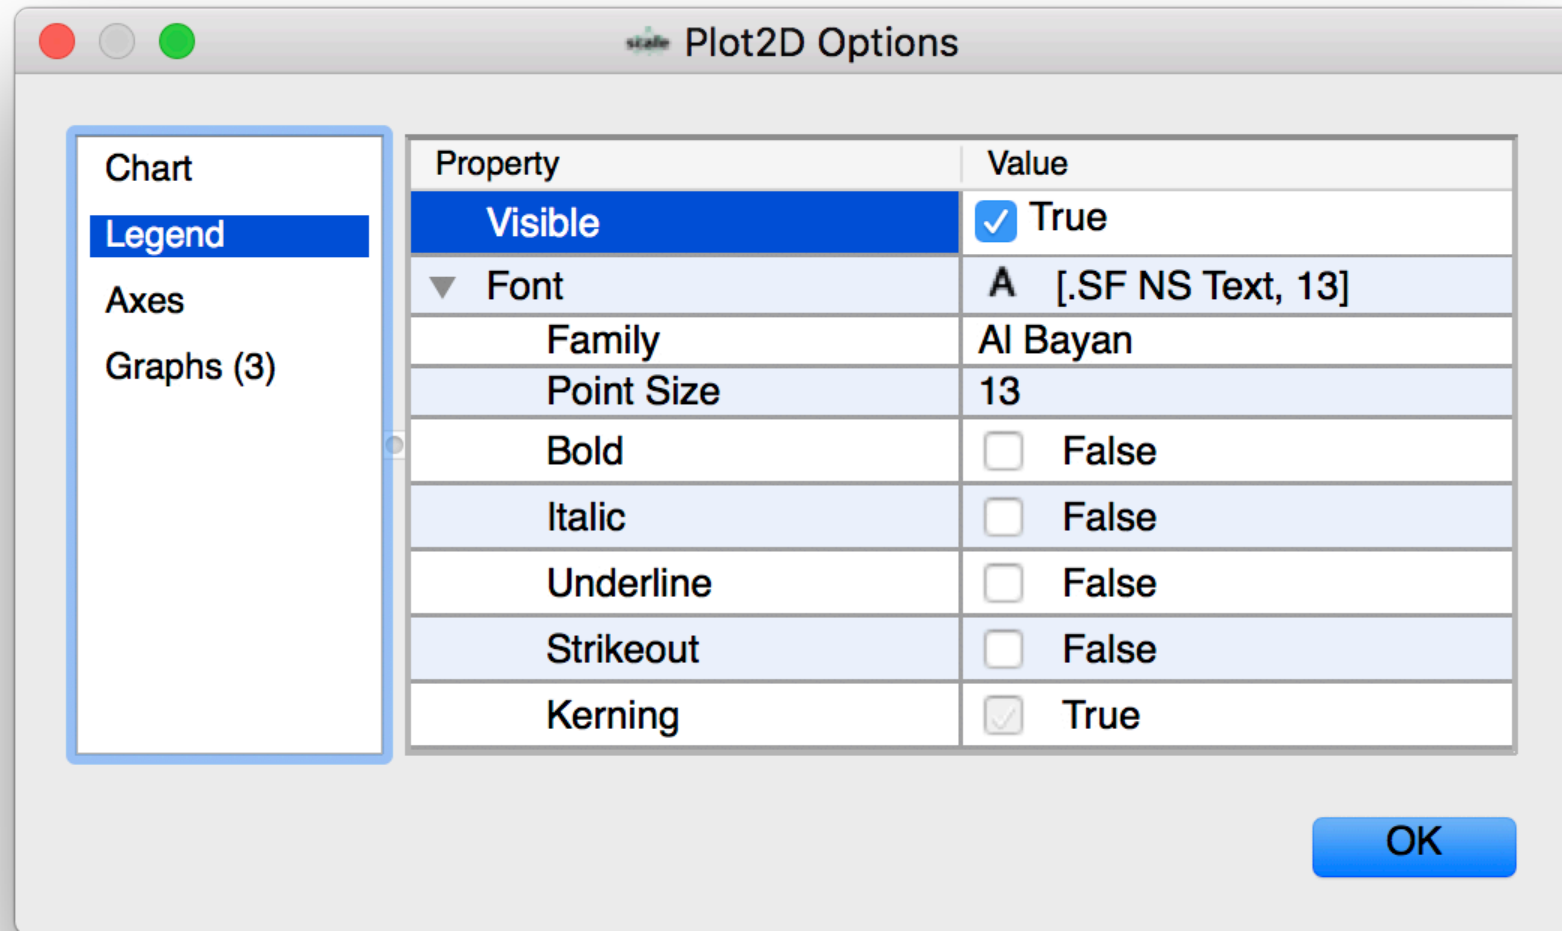 scale Plot2D Options
Chart
Legend
Axes
Graphs (3)
Property Value
Visible True
Font A [.SF NS Text, 13]
Family Al Bayan
Point Size 13
Bold False
Italic False
Underline False
Strikeout False
Kerning True
OK